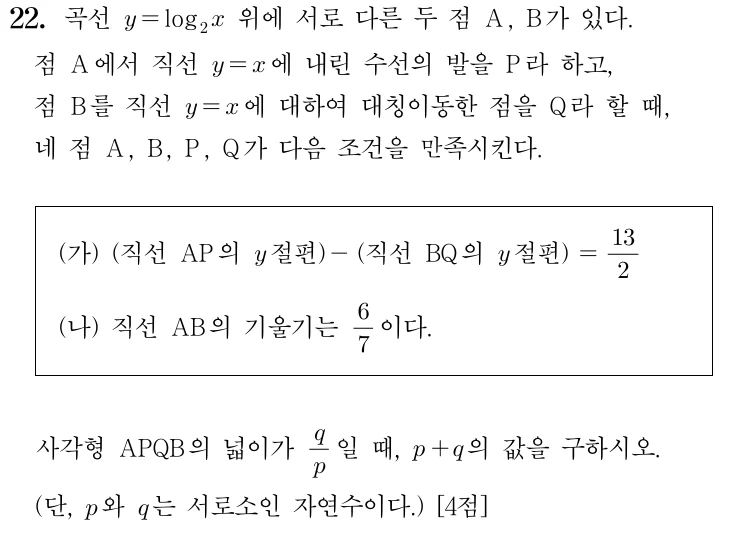 22. 곡선 y=log₂x 위에 서로 다른 두 점 A, B가 있다.
점 A에서 직선 y=x에 내린 수선의 발을 P라 하고,
점 B를 직선 y=x에 대하여 대칭이동한 점을 Q라 할 때,
네 점 A, B, P, Q가 다음 조건을 만족시킨다.
(가) (직선 AP의 y절편)-(직선 BQ의 y절편) = 13/2
(나) 직선 AB의 기울기는 6/7이다.
사각형 APQB의 넓이가 q/p일 때, p+q의 값을 구하시오.
(단, p와 q는 서로소인 자연수이다.) [4점]